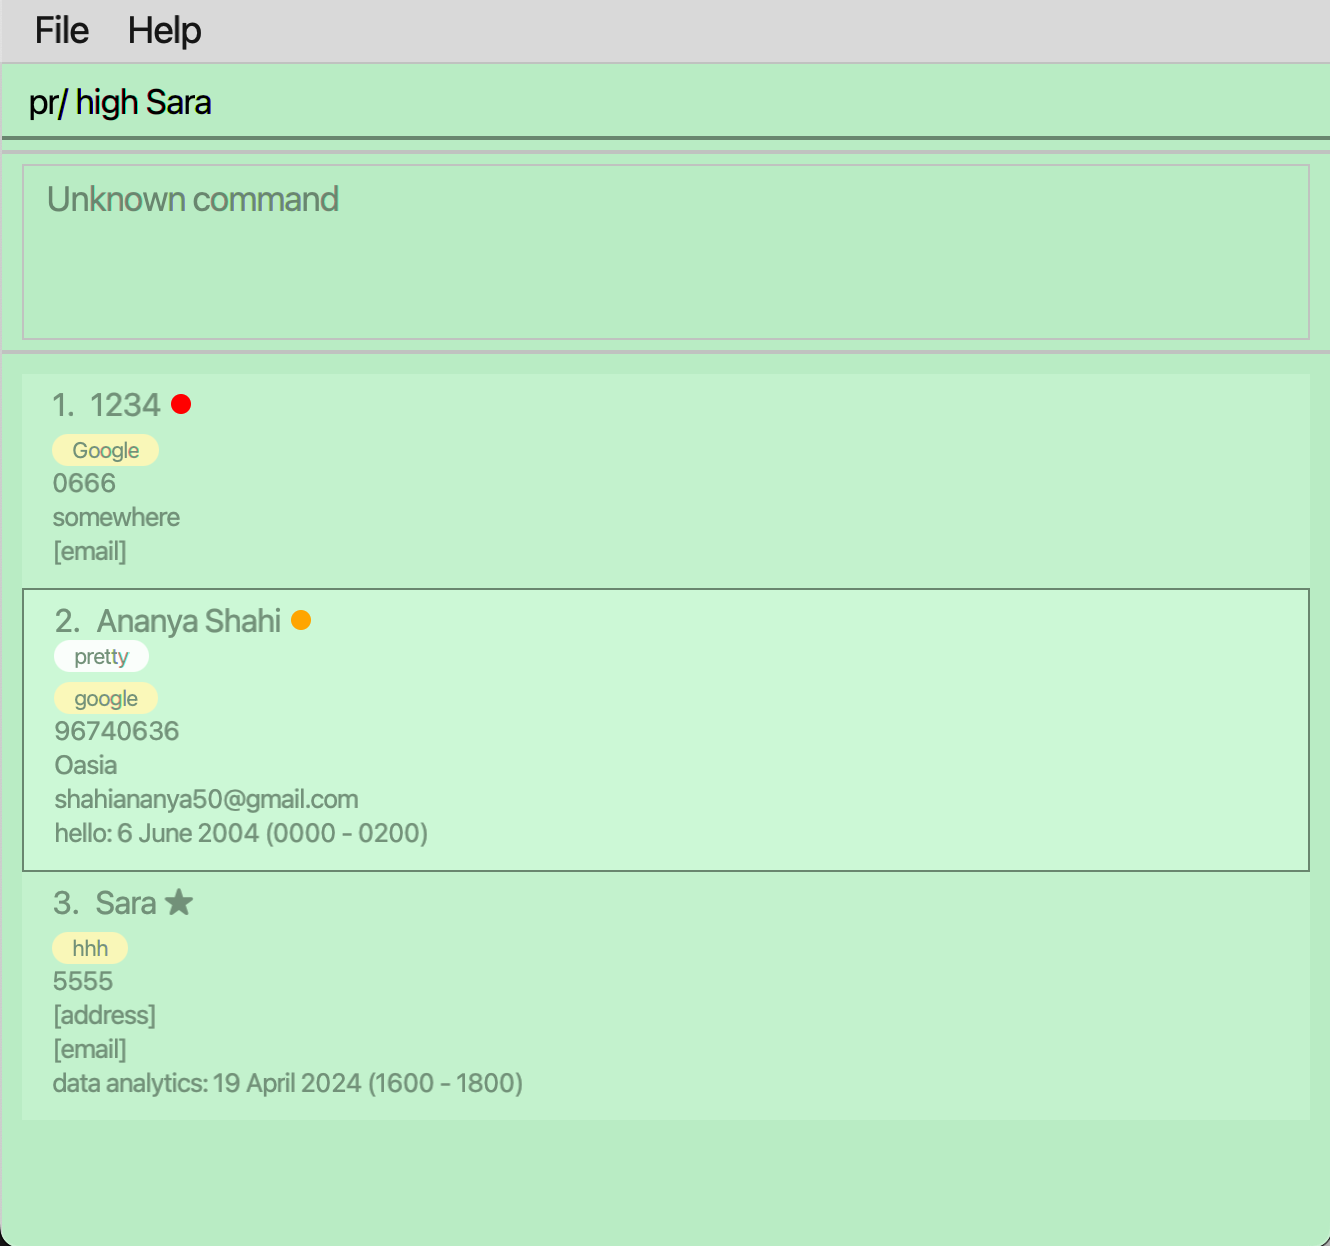 File Help
pr/ high Sara
Unknown command
1. 1234
Google
0666
somewhere
[email]
2. Ananya Shahi
pretty
google
96740636
Oasia
shahiananya50@gmail.com
hello: 6 June 2004 (0000 - 0200)
3. Sara ★
hhh
5555
[address]
[email]
data analytics: 19 April 2024 (1600 - 1800)